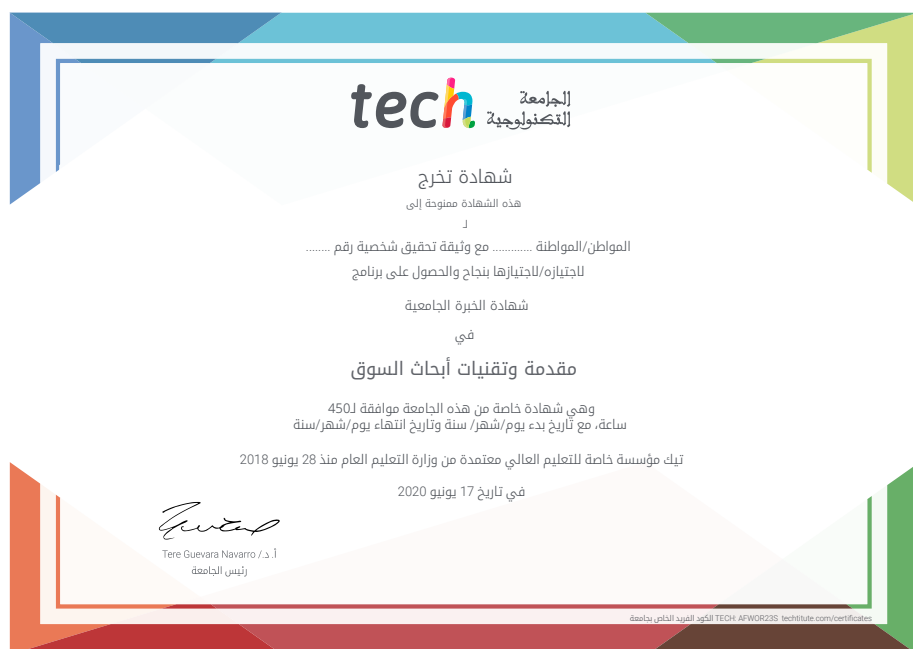 tech الجامعة
التكنولوجية
شهادة تخرج
هذه الشهادة ممنوحة إلى
لـ
المواطن/المواطنة ............ مع وثيقة تحقيق شخصية رقم ........
لاجتيازه/لاجتيازها بنجاح والحصول على برنامج
شهادة الخبرة الجامعية
في
مقدمة وتقنيات أبحاث السوق
وهي شهادة خاصة من هذه الجامعة موافقة لـ450
ساعة، مع تاريخ بدء يوم/شهر/ سنة وتاريخ انتهاء يوم/شهر/سنة
تيك مؤسسة خاصة للتعليم العالي معتمدة من وزارة التعليم العام منذ 28 يونيو 2018
في تاريخ 17 يونيو 2020
أ. د./ Tere Guevara Navarro
رئيس الجامعة
الكود الفريد الخاص بجامعة TECH: AFWOR23S techtitute.com/certificates